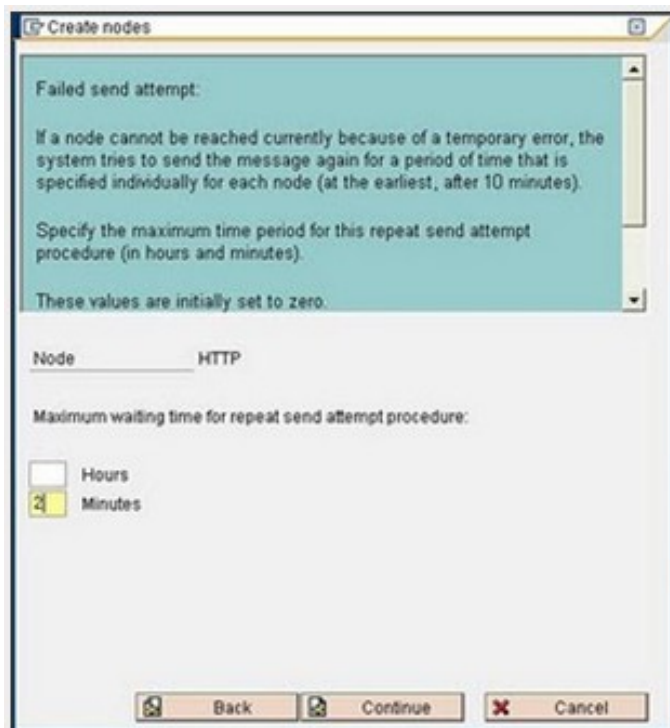 Create nodes
Failed send attempt:
If a node cannot be reached currently because of a temporary error, the
system tries to send the message again for a period of time that is
specified individually for each node (at the earliest, after 10 minutes).
Specify the maximum time period for this repeat send attempt
procedure (in hours and minutes).
These values are initially set to zero.
Node HTTP
Maximum waiting time for repeat send attempt procedure:
Hours
2 Minutes
Back Continue Cancel